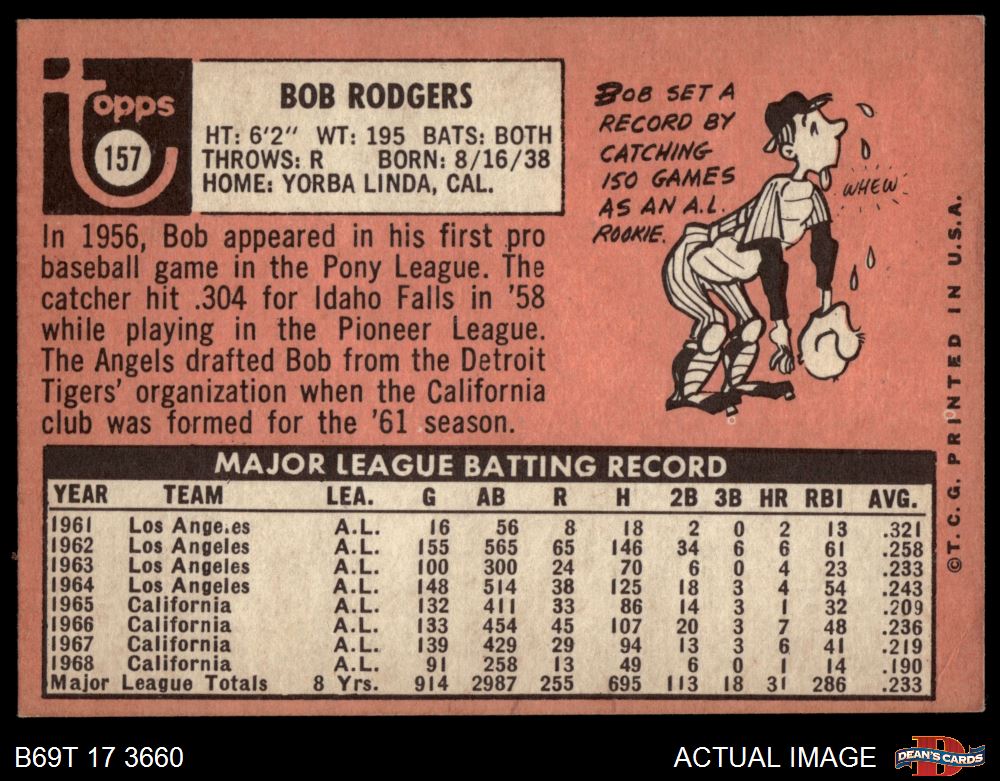 Topps
157
BOB RODGERS
HT: 6'2" WT: 195 BATS: BOTH
THROWS: R BORN: 8/16/38
HOME: YORBA LINDA, CAL.
In 1956, Bob appeared in his first pro
baseball game in the Pony League. The
catcher hit .304 for Idaho Falls in '58
while playing in the Pioneer League.
The Angels drafted Bob from the Detroit
Tigers' organization when the California
club was formed for the '61 season.
BOB SET A
RECORD BY
CATCHING
150 GAMES
AS AN A.L.
ROOKIE.
WHEW
MAJOR LEAGUE BATTING RECORD
YEAR TEAM LEA. G AB R H 2B 3B HR RBI AVG.
1961 Los Angeles A.L. 16 56 8 18 2 0 2 13 .321
1962 Los Angeles A.L. 155 565 65 146 34 6 6 61 .258
1963 Los Angeles A.L. 100 300 24 70 6 0 4 23 .233
1964 Los Angeles A.L. 148 514 38 125 18 3 4 54 .243
1965 California A.L. 132 411 33 86 14 3 1 32 .209
1966 California A.L. 133 454 45 107 20 3 7 48 .236
1967 California A.L. 139 429 29 94 13 3 6 41 .219
1968 California A.L. 91 258 13 49 6 0 1 14 .190
Major League Totals 8 Yrs. 914 2987 255 695 113 18 31 286 .233
©T.C.G. PRINTED IN U.S.A.
B69T 17 3660
ACTUAL IMAGE
DEAN'S CARDS